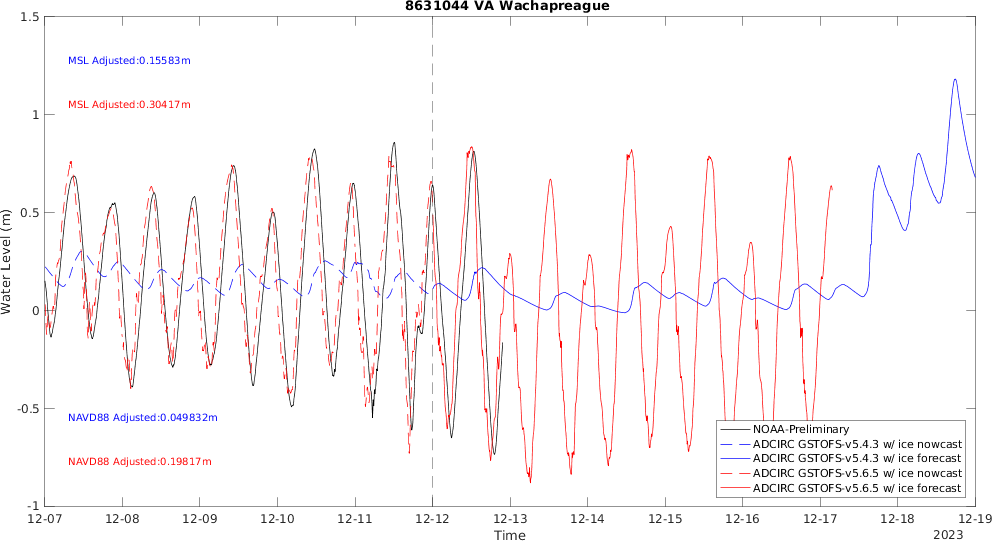 8631044 VA Wachapreague
1.5
1
0.5
0
-0.5
-1
Water Level (m)
MSL Adjusted:0.15583m
MSL Adjusted:0.30417m
NAVD88 Adjusted:0.049832m
NAVD88 Adjusted:0.19817m
NOAA-Preliminary
ADCIRC GSTOFS-v5.4.3 w/ ice nowcast
ADCIRC GSTOFS-v5.4.3 w/ ice forecast
ADCIRC GSTOFS-v5.6.5 w/ ice nowcast
ADCIRC GSTOFS-v5.6.5 w/ ice forecast
12-07 12-08 12-09 12-10 12-11 12-12 12-13 12-14 12-15 12-16 12-17 12-18 12-19
Time
2023